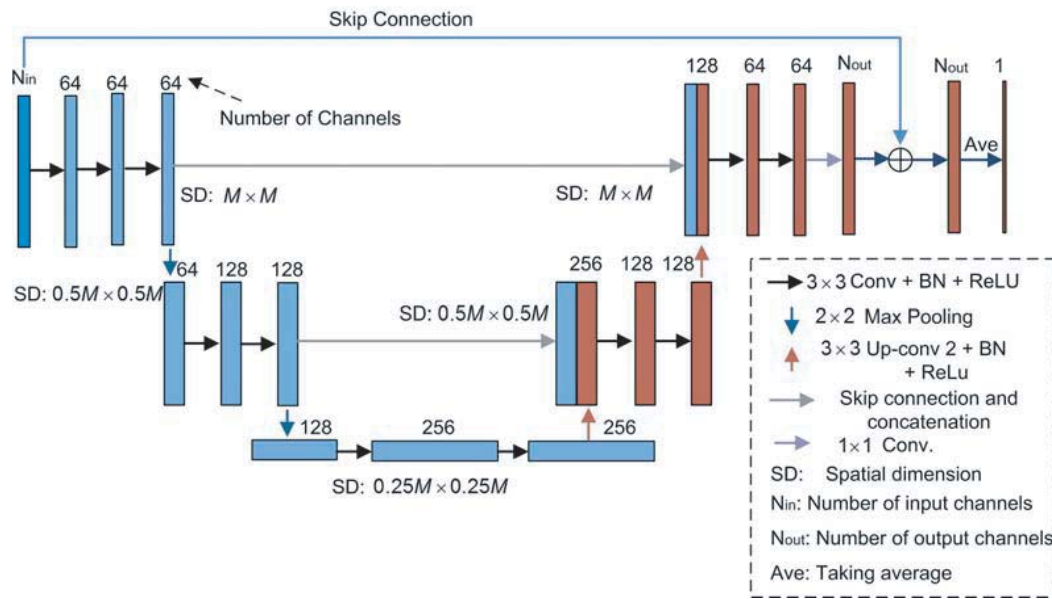 Skip Connection
Nin
64
64
64
Number of Channels
SD: M × M
SD: M × M
128
64
64
Nout
Nout
Ave
1
SD: 0.5M × 0.5M
64
128
128
SD: 0.5M × 0.5M
256
128
128
128
256
256
SD: 0.25M × 0.25M
3 × 3 Conv + BN + ReLU
2 × 2 Max Pooling
3 × 3 Up-conv 2 + BN
+ ReLu
Skip connection and
concatenation
1 × 1 Conv.
SD: Spatial dimension
Nin: Number of input channels
Nout: Number of output channels
Ave: Taking average